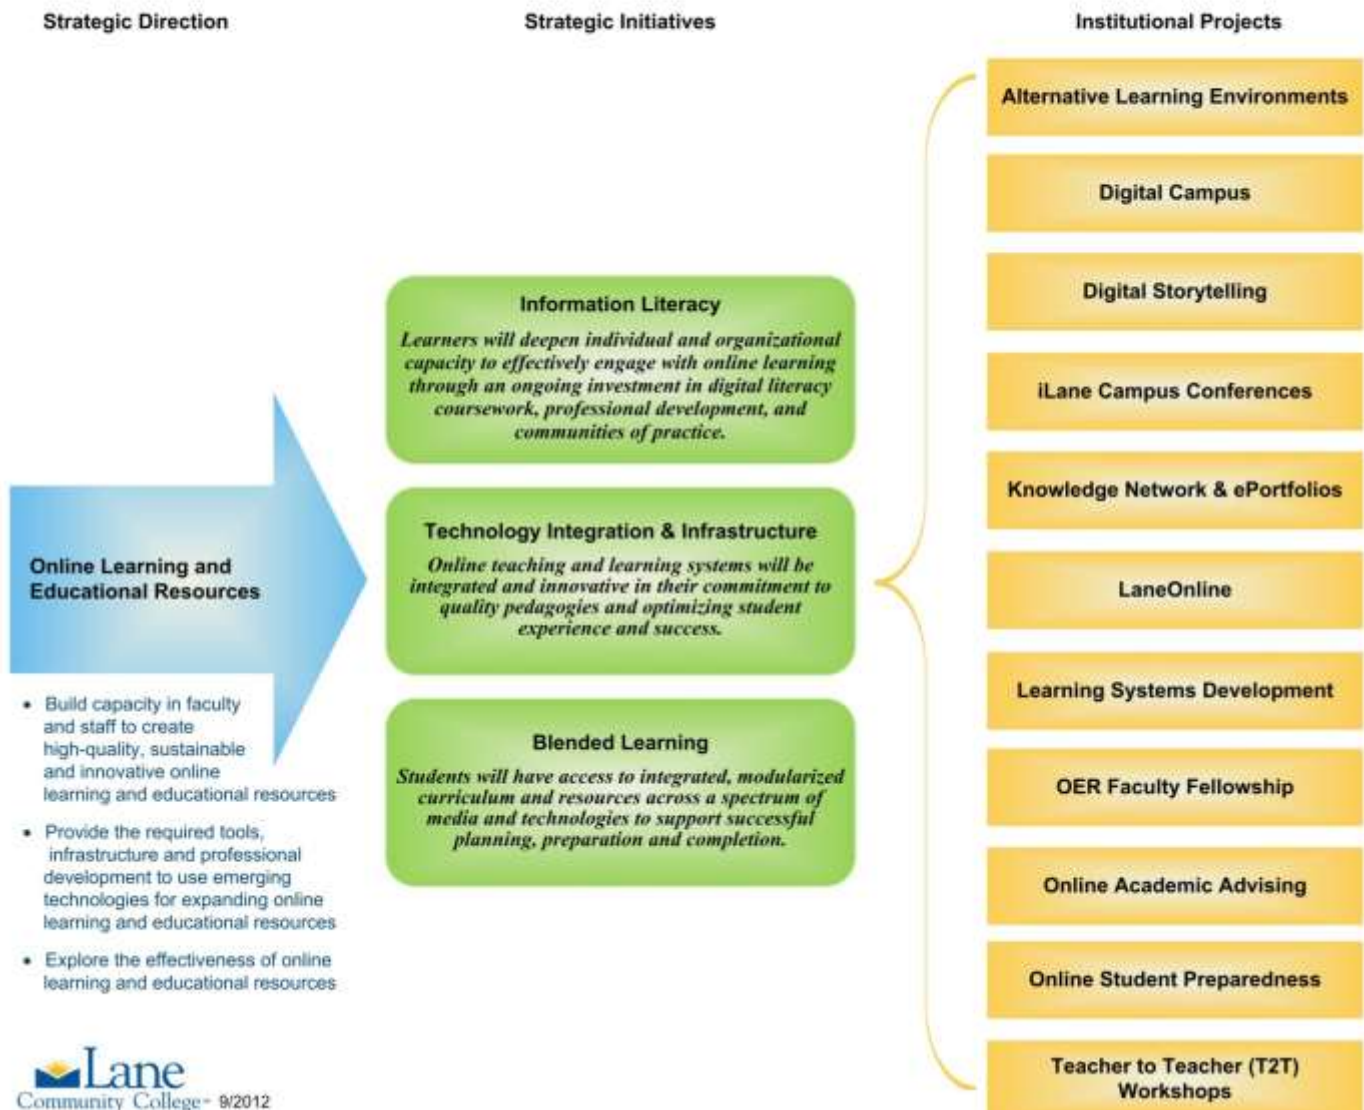 Strategic Direction
Strategic Initiatives
Institutional Projects
Online Learning and
Educational Resources
• Build capacity in faculty
and staff to create
high-quality, sustainable
and innovative online
learning and educational resources
• Provide the required tools,
infrastructure and professional
development to use emerging
technologies for expanding online
learning and educational resources
• Explore the effectiveness of online
learning and educational resources
Lane
Community College 9/2012
Information Literacy
Learners will deepen individual and organizational
capacity to effectively engage with online learning
through an ongoing investment in digital literacy
coursework, professional development, and
communities of practice.
Technology Integration & Infrastructure
Online teaching and learning systems will be
integrated and innovative in their commitment to
quality pedagogies and optimizing student
experience and success.
Blended Learning
Students will have access to integrated, modularized
curriculum and resources across a spectrum of
media and technologies to support successful
planning, preparation and completion.
Alternative Learning Environments
Digital Campus
Digital Storytelling
iLane Campus Conferences
Knowledge Network & ePortfolios
LaneOnline
Learning Systems Development
OER Faculty Fellowship
Online Academic Advising
Online Student Preparedness
Teacher to Teacher (T2T)
Workshops